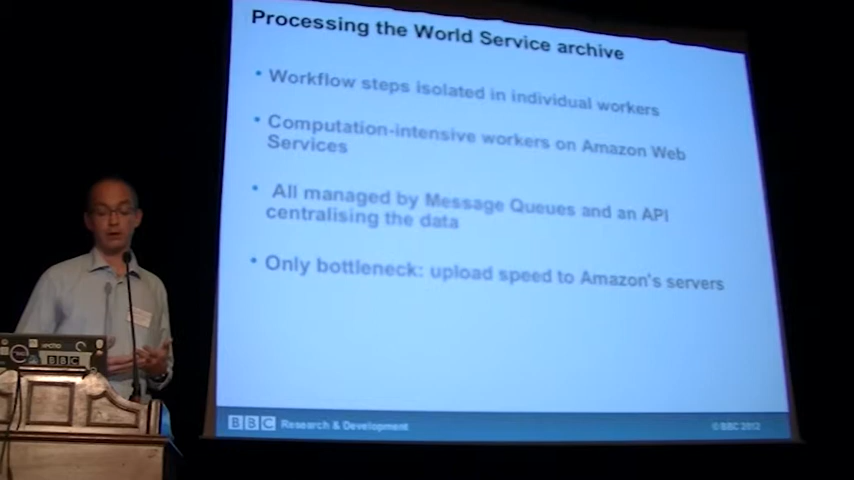 Processing the World Service archive
• Workflow steps isolated in individual workers
• Computation-intensive workers on Amazon Web
Services
• All managed by Message Queues and an API
centralising the data
• Only bottleneck: upload speed to Amazon's servers
BBC Research & Development
© BBC 2012
BBC